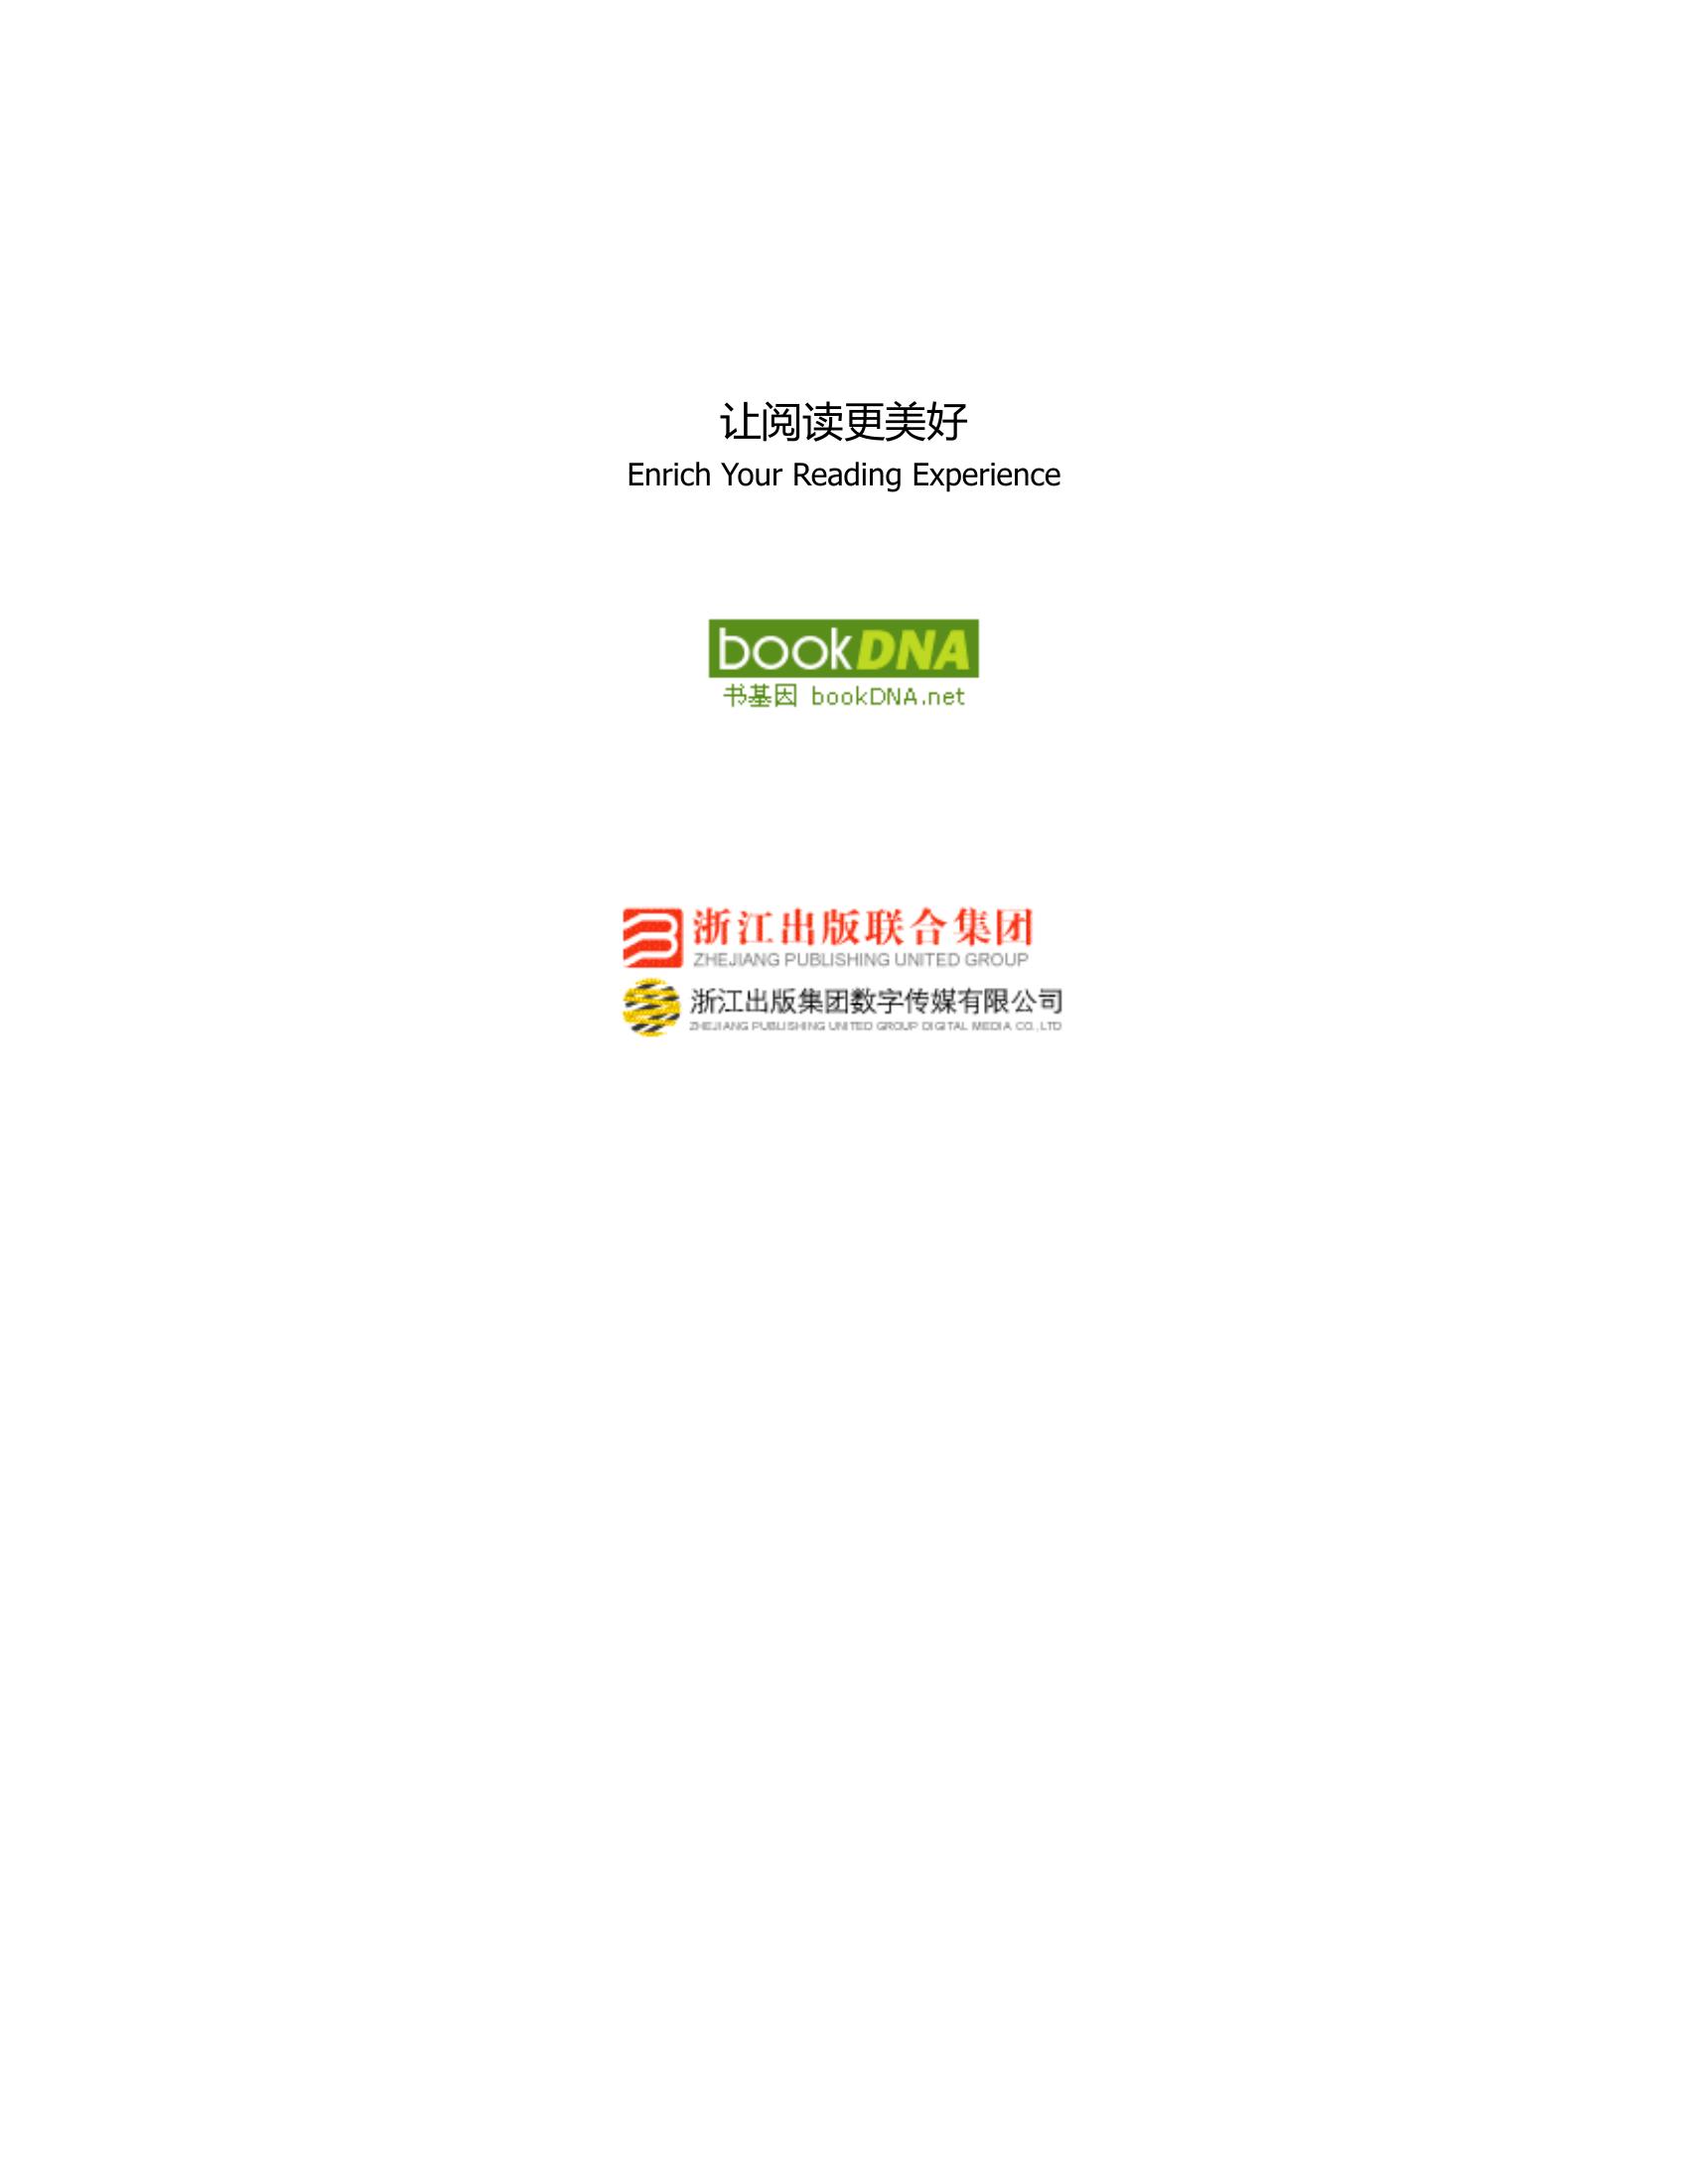 让阅读更美好
Enrich Your Reading Experience
bookDNA
书基因 bookDNA.net
浙江出版联合集团
ZHEJIANG PUBLISHING UNITED GROUP
浙江出版集团数字传媒有限公司
ZHEJIANG PUBLISHING UNITED GROUP DIGITAL MEDIA CO.,LTD